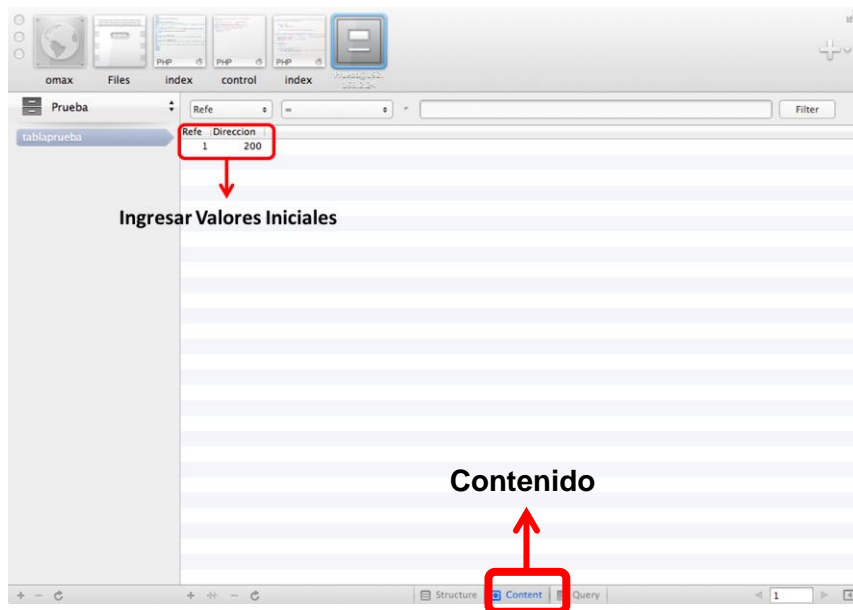 PHP PHP PHP
omax Files index control index
Prueba Refe = Filter
tablaprueba
Refe Direccion
1 200
Ingresar Valores Iniciales
Contenido
Structure Content Query 1